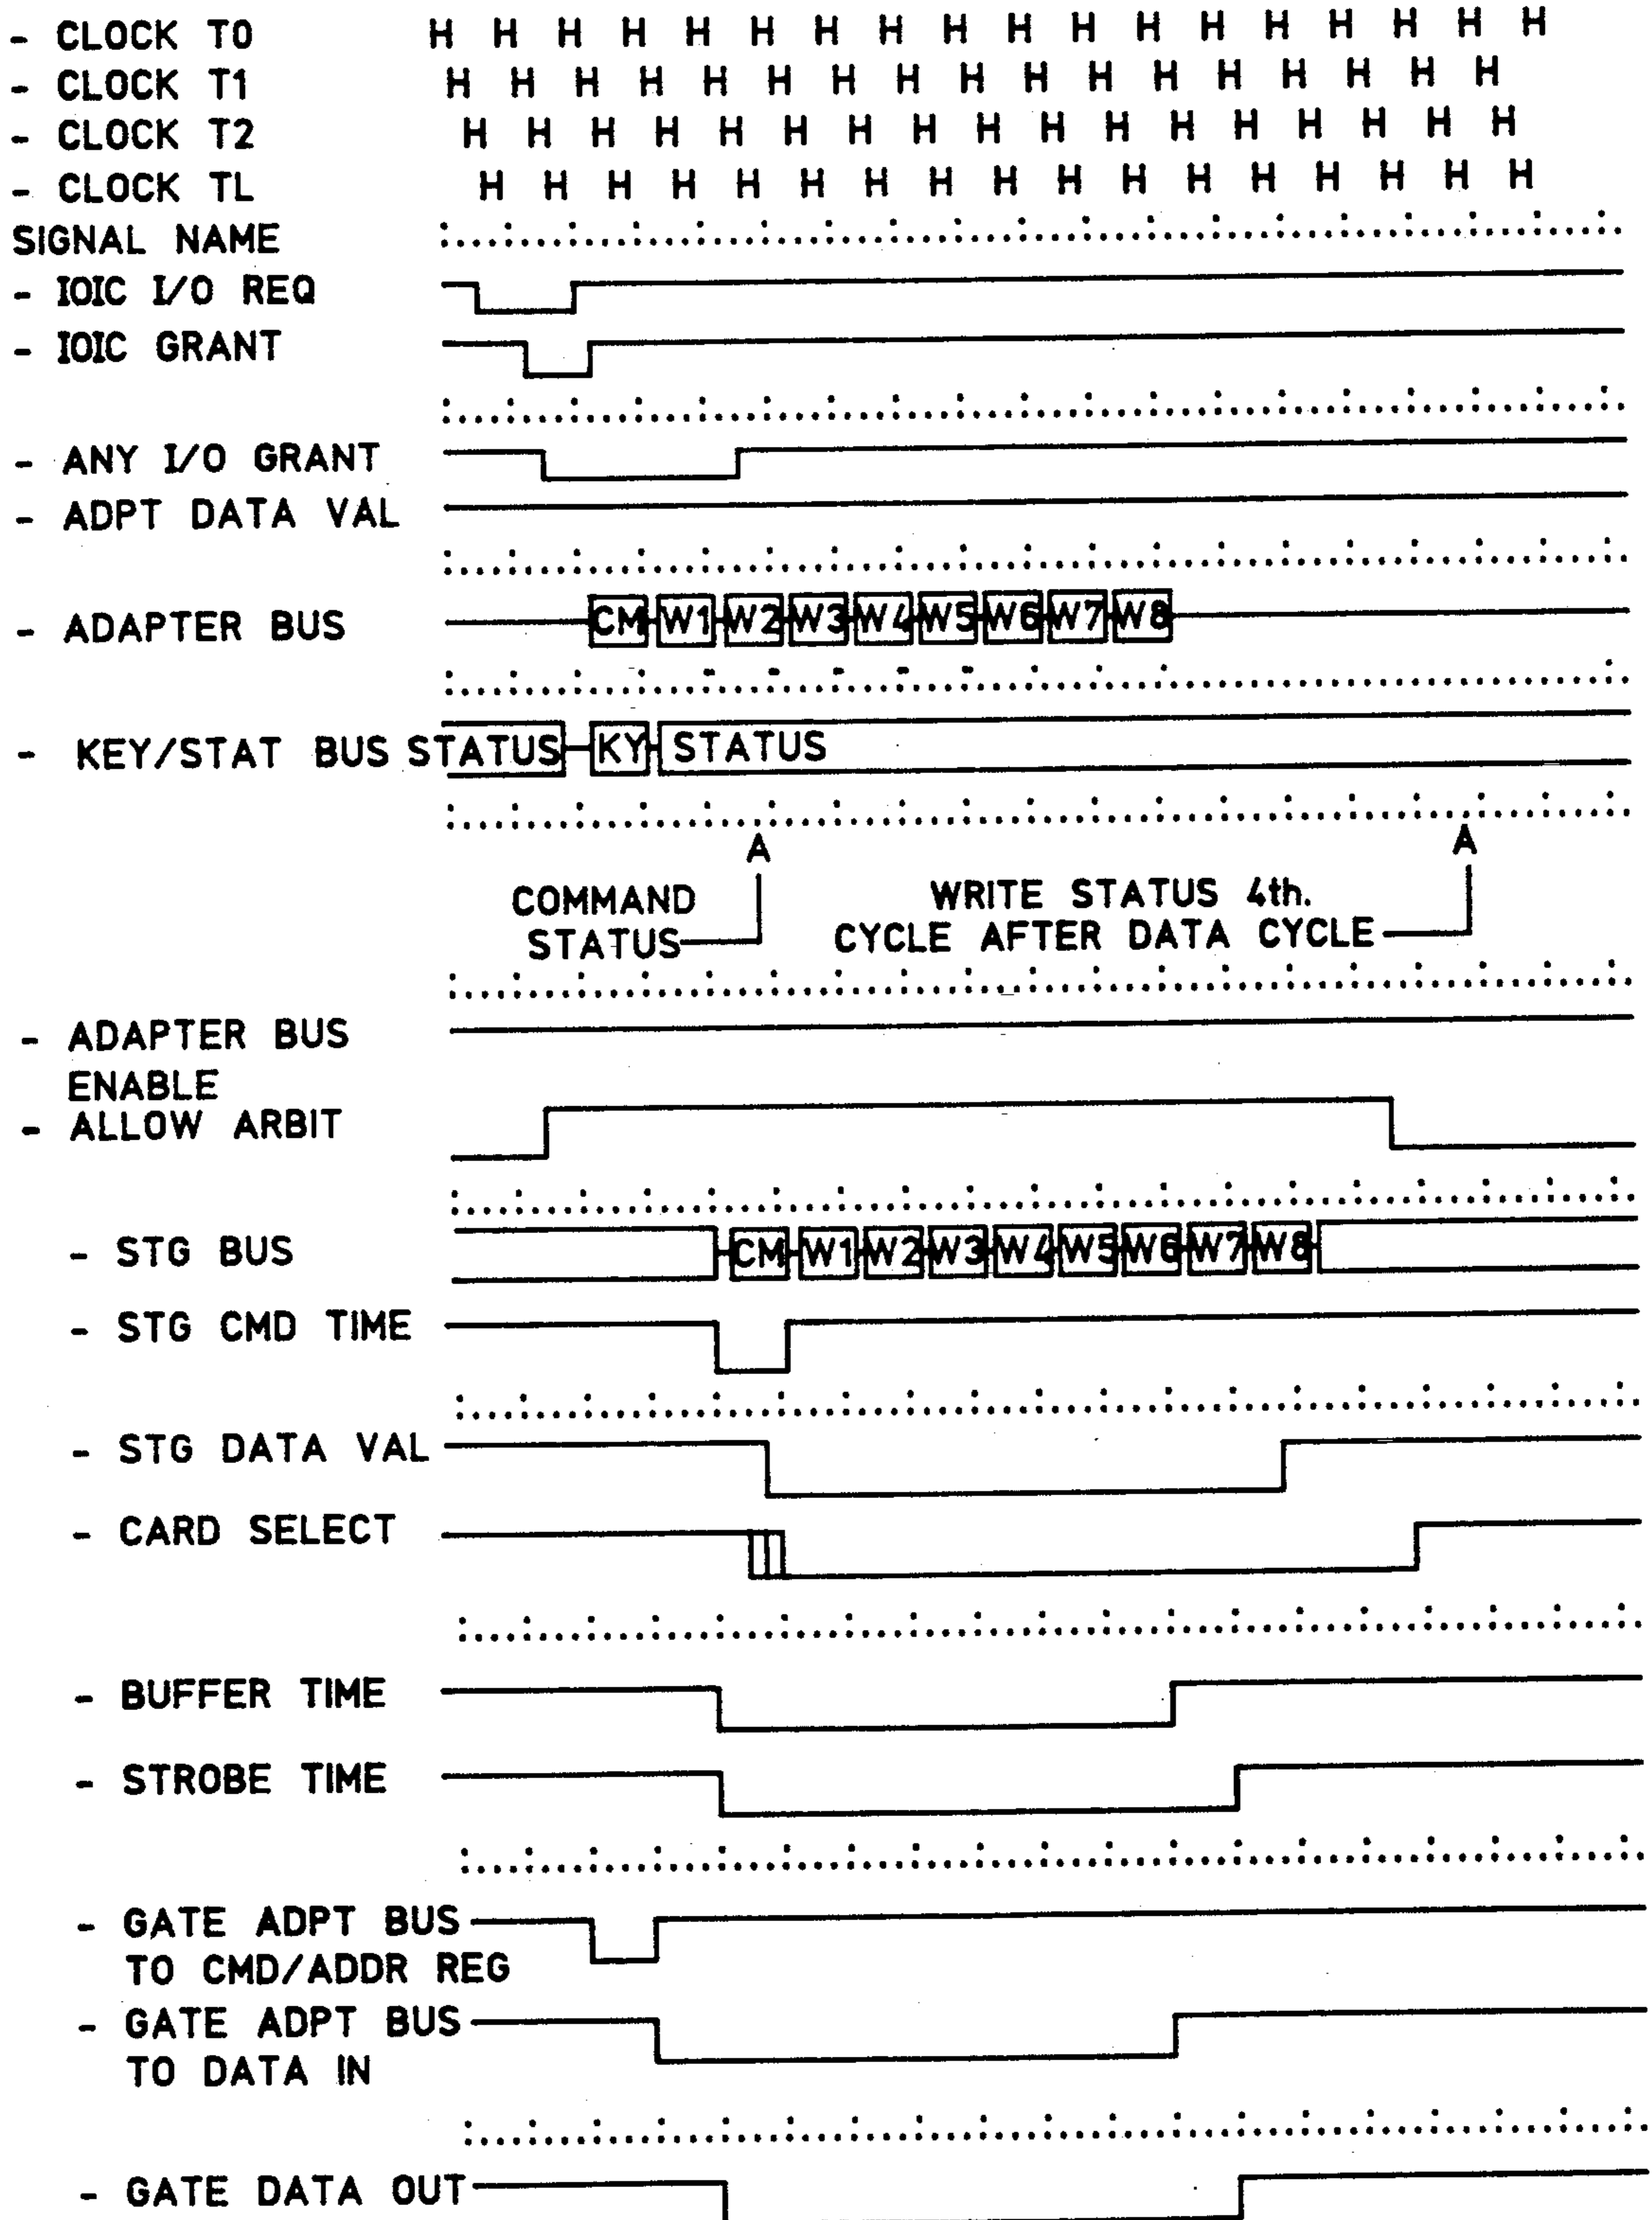 - CLOCK T0 H H H H H H H H H H H H H H H H H H
- CLOCK T1 H H H H H H H H H H H H H H H H H
- CLOCK T2 H H H H H H H H H H H H H H H H H
- CLOCK TL H H H H H H H H H H H H H H H H H
SIGNAL NAME
- IOIC I/O REQ
- IOIC GRANT
- ANY I/O GRANT
- ADPT DATA VAL
- ADAPTER BUS CM W1 W2 W3 W4 W5 W6 W7 W8
- KEY/STAT BUS STATUS KY STATUS
A A
COMMAND STATUS
WRITE STATUS 4th.
CYCLE AFTER DATA CYCLE
- ADAPTER BUS
ENABLE
- ALLOW ARBIT
- STG BUS CM W1 W2 W3 W4 W5 W6 W7 W8
- STG CMD TIME
- STG DATA VAL
- CARD SELECT
- BUFFER TIME
- STROBE TIME
- GATE ADPT BUS
TO CMD/ADDR REG
- GATE ADPT BUS
TO DATA IN
- GATE DATA OUT